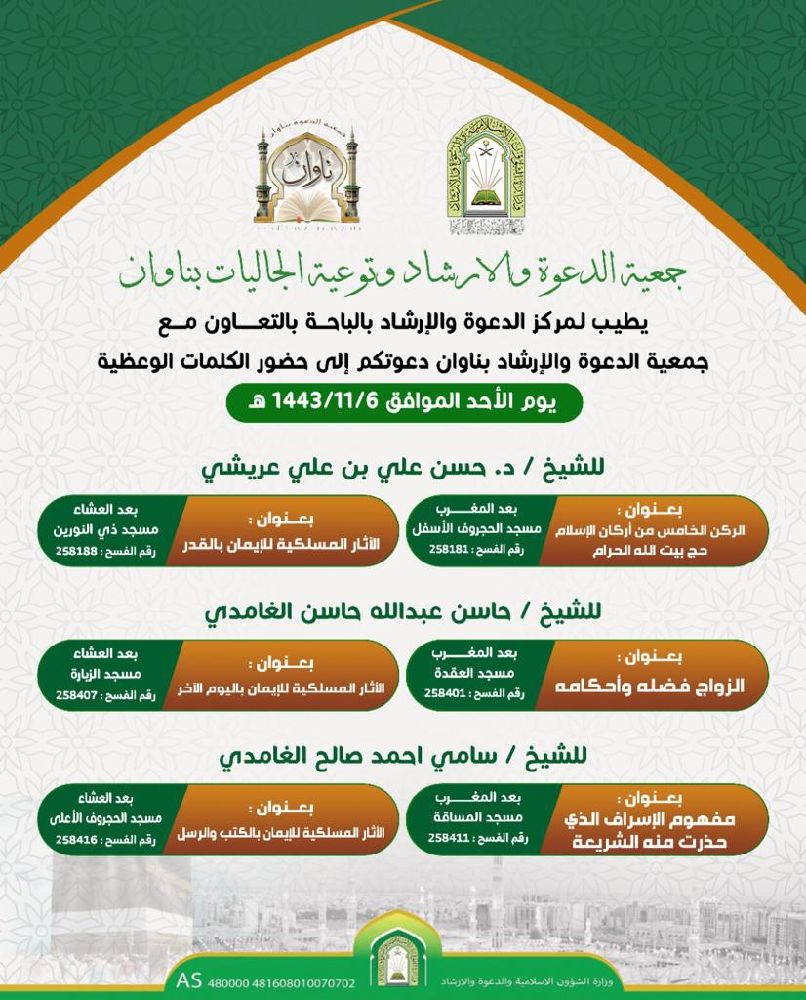 جمعية الدعوة بناوان
ناوان
جمعية الدعوة والارشاد وتوعية الجاليات بناوان
يطيب لمركز الدعوة والإرشاد بالباحة بالتعاون مع
جمعية الدعوة والإرشاد بناوان دعوتكم إلى حضور الكلمات الوعظية
يوم الأحد الموافق 1443/11/6 هـ
للشيخ / د. حسن علي بن علي عريشي
بعنوان :
الركن الخامس من أركان الإسلام
حج بيت الله الحرام
بعد المغرب
مسجد الحجروف الأسفل
رقم الفسح : 258181
بعنوان :
الآثار المسلكية للإيمان بالقدر
بعد العشاء
مسجد ذي النورين
رقم الفسح : 258188
للشيخ / حاسن عبدالله حاسن الغامدي
بعنوان :
الزواج فضله وأحكامه
بعد المغرب
مسجد العقدة
رقم الفسح : 258401
بعنوان :
الآثار المسلكية للإيمان باليوم الآخر
بعد العشاء
مسجد الزبارة
رقم الفسح : 258407
للشيخ / سامي احمد صالح الغامدي
بعنوان :
مفهوم الإسراف الذي
حذرت منه الشريعة
بعد المغرب
مسجد المساقة
رقم الفسح : 258411
بعنوان :
الآثار المسلكية للإيمان بالكتب والرسل
بعد العشاء
مسجد الحجروف الأعلى
رقم الفسح : 258416
وزارة الشؤون الاسلامية والدعوة والارشاد
AS 480000 481608010070702